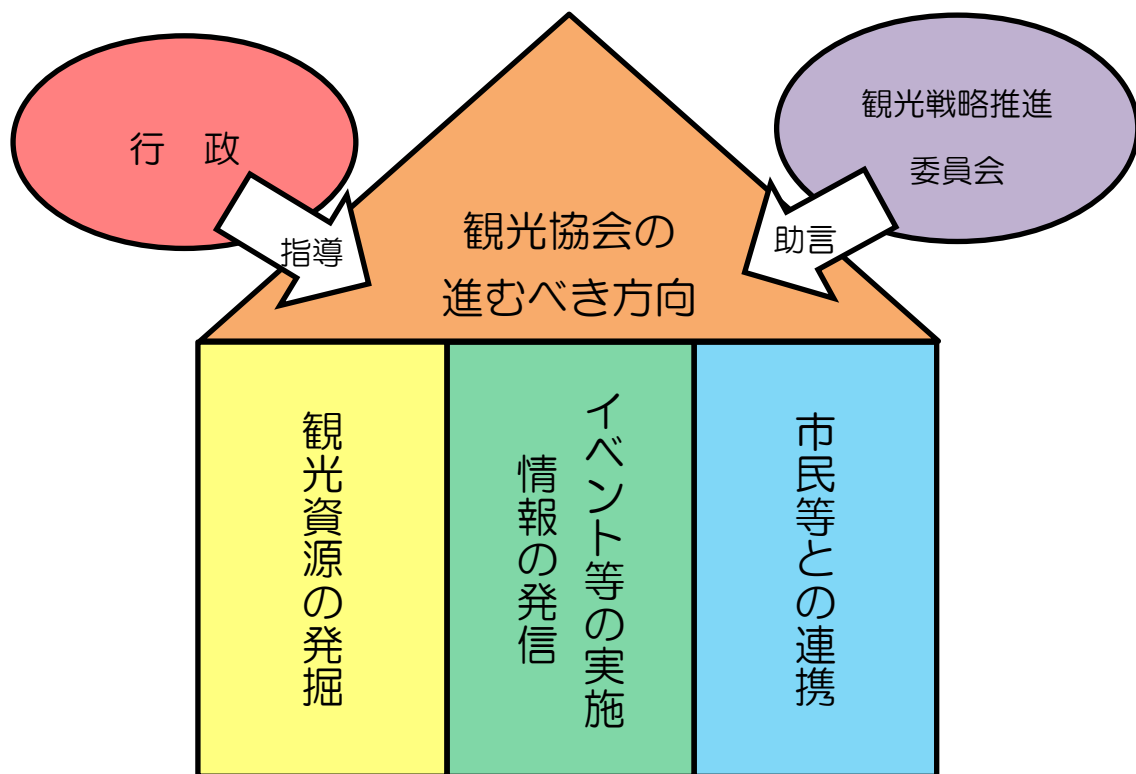 行　政
観光戦略推進
委員会
指導
助言
観光協会の
進むべき方向
観光資源の発掘
イベント等の実施
情報の発信
市民等との連携